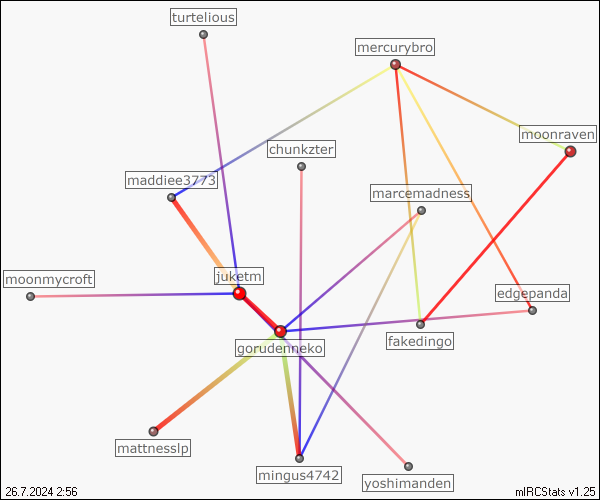 turtelious
mercurybro
moonraven
chunkzter
maddiee3773
marcemadness
juketm
moonmycroft
edgepanda
gorudenneko
fakedingo
mattnesslp
mingus4742
yoshimanden
26.7.2024 2:56
mIRCStats v1.25